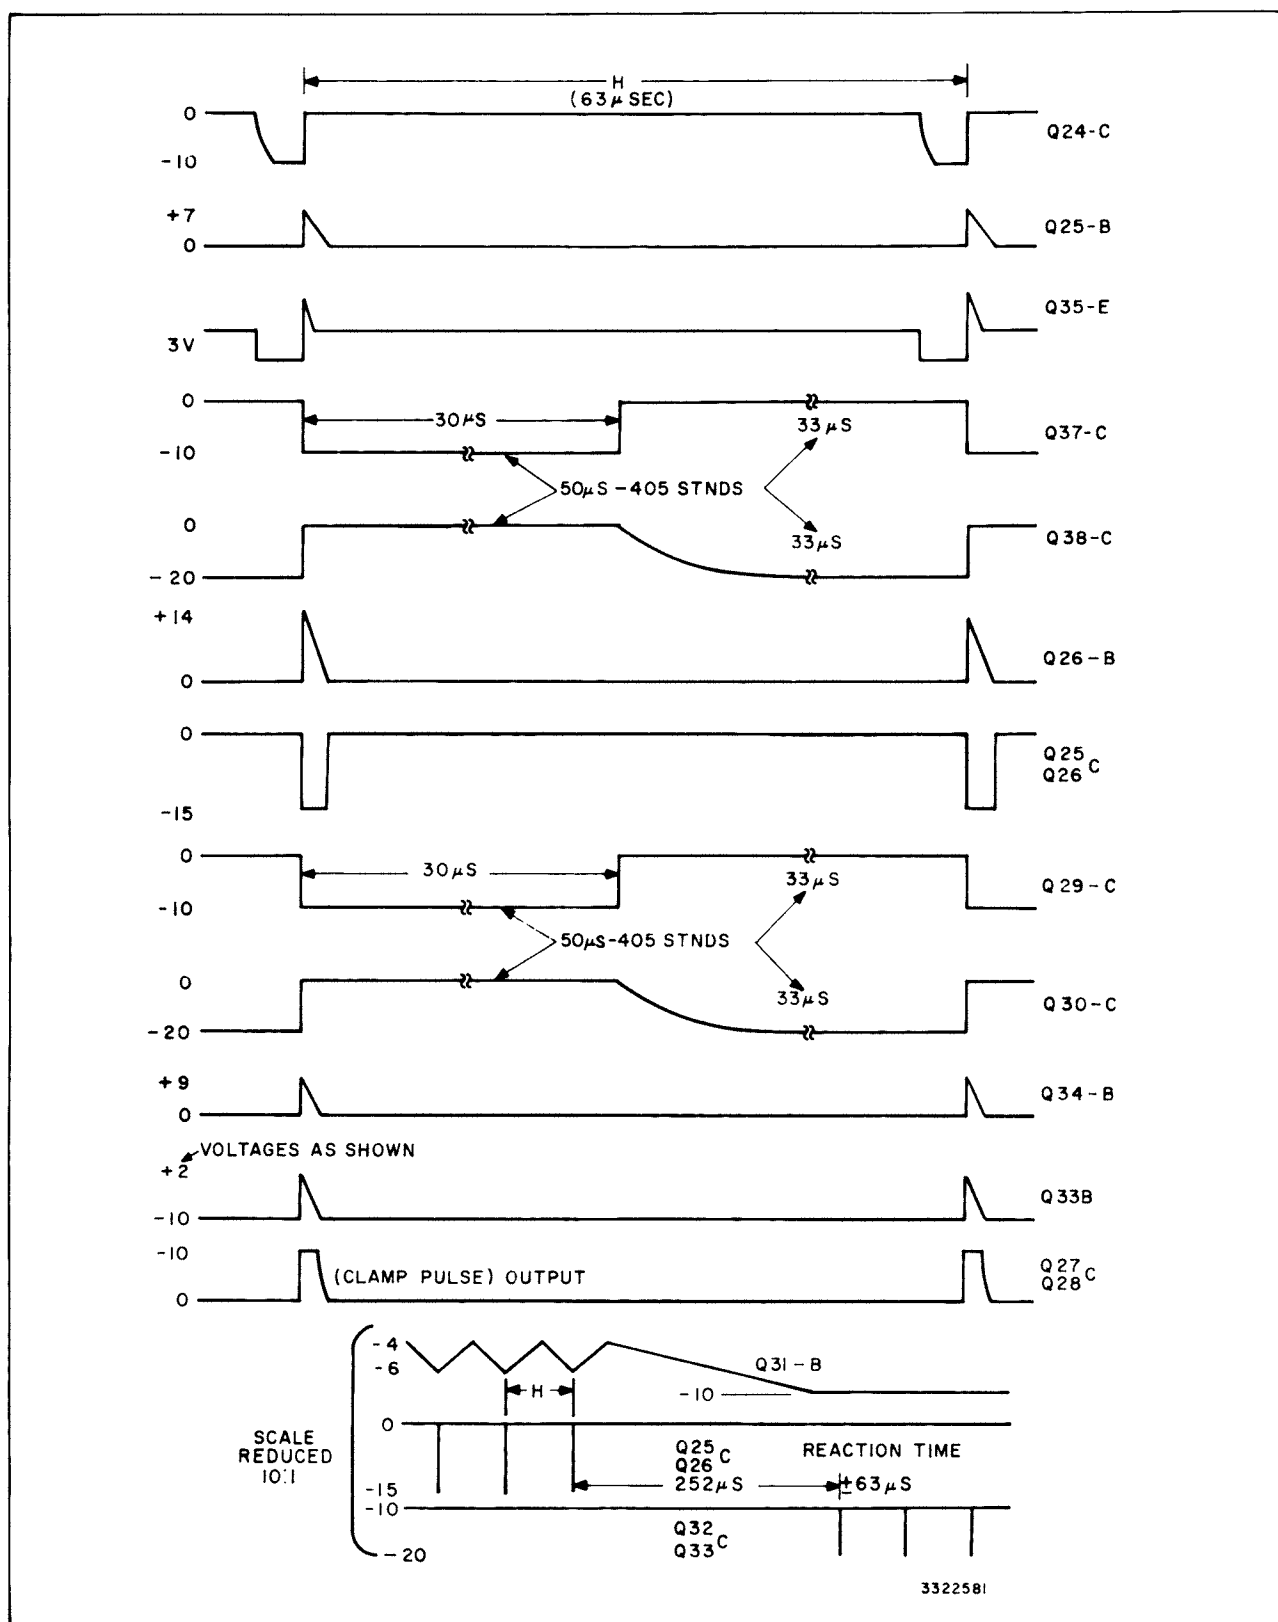 H
(63μSEC)
0
-10
Q24-C
+7
0
Q25-B
3V
Q35-E
0
-10
30μS
33μS
Q37-C
50μS-405 STNDS
0
-20
33μS
Q38-C
+14
0
Q26-B
0
-15
Q25
Q26 C
0
-10
30μS
33μS
Q29-C
50μS-405 STNDS
0
-20
33μS
Q30-C
+9
0
Q34-B
VOLTAGES AS SHOWN
+2
-10
Q33B
-10
0
(CLAMP PULSE) OUTPUT
Q27
Q28 C
SCALE
REDUCED
10:1
-4
-6
Q31-B
H
-10
0
-15
Q25
Q26 C
REACTION TIME
252μS
±63μS
-10
-20
Q32
Q33 C
3322581